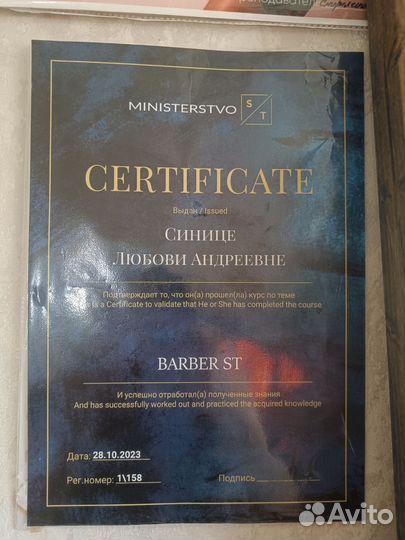 MINISTERSTVO S T
CERTIFICATE
Выдан / Issued
Синице
Любови Андреевне
Подтверждает то, что он(а) прошел(ла) курс по теме
is a Certificate to validate that He or She has completed the course
BARBER ST
И успешно отработал(а) полученные знания
And has successfully worked out and practiced the acquired knowledge
Дата: 28.10.2023
Рег.номер: 1\158
Подпись
Avito